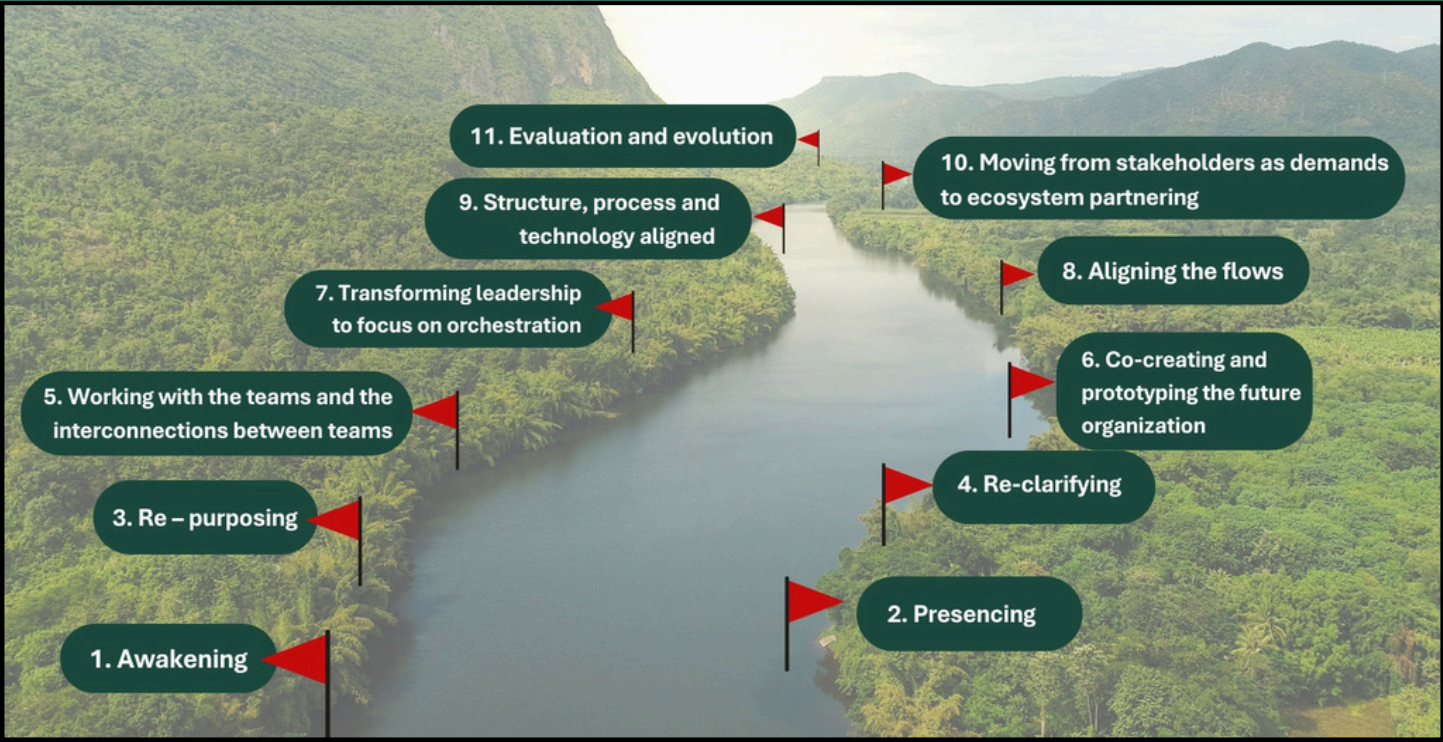 1. Awakening
2. Presencing
3. Re – purposing
4. Re-clarifying
5. Working with the teams and the
interconnections between teams
6. Co-creating and
prototyping the future
organization
7. Transforming leadership
to focus on orchestration
8. Aligning the flows
9. Structure, process and
technology aligned
10. Moving from stakeholders as demands
to ecosystem partnering
11. Evaluation and evolution